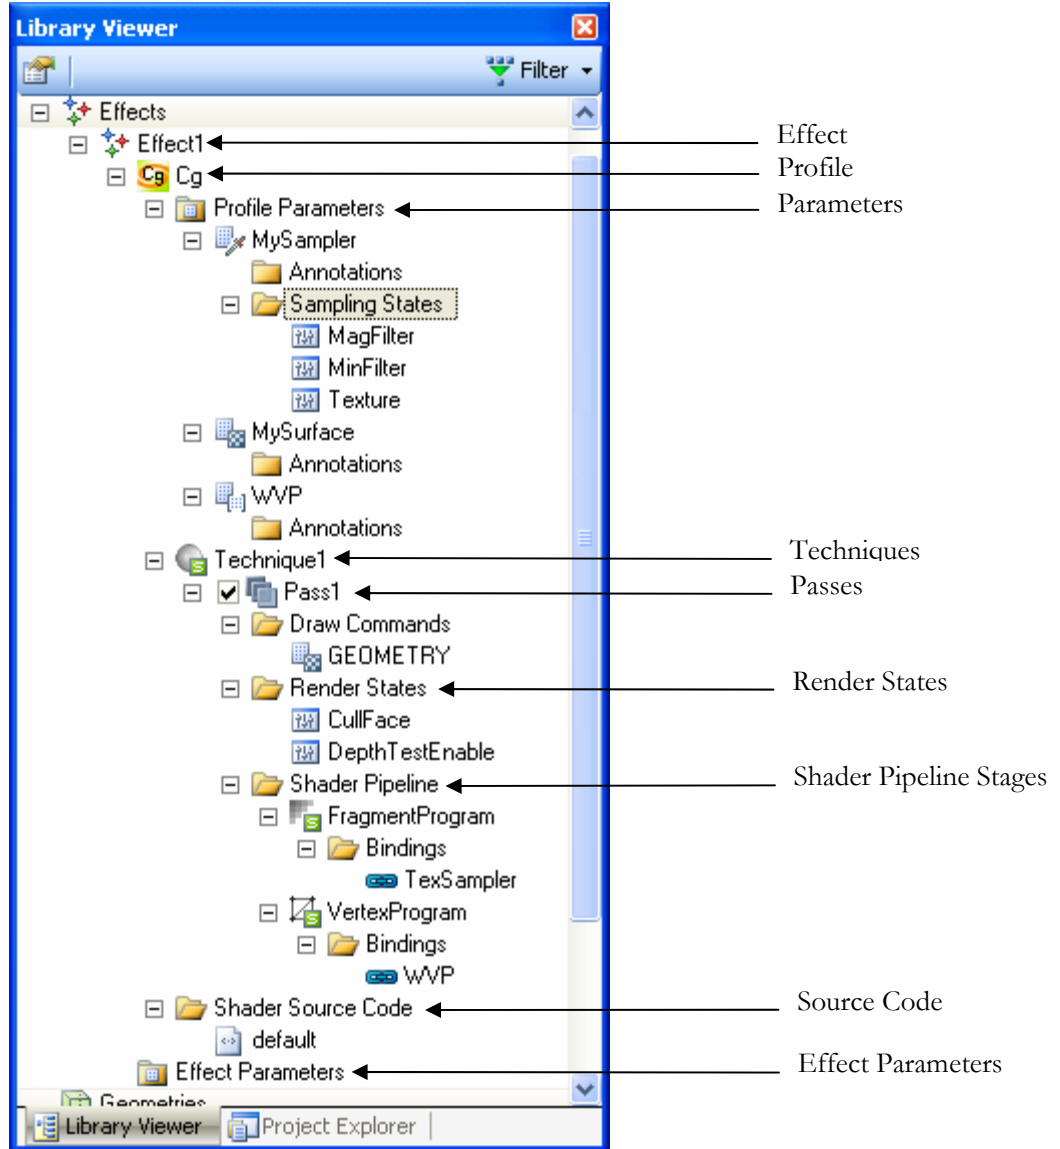 Library Viewer
Filter
Effects
Effect1 Effect
Cg Cg Profile
Profile Parameters Parameters
MySampler
Annotations
Sampling States
MagFilter
MinFilter
Texture
MySurface
Annotations
WVP
Annotations
Technique1 Techniques
S
Pass1 Passes
Draw Commands
GEOMETRY
Render States Render States
CullFace
DepthTestEnable
Shader Pipeline Shader Pipeline Stages
S FragmentProgram
Bindings
TexSampler
S VertexProgram
Bindings
WVP
Shader Source Code Source Code
default
Effect Parameters Effect Parameters
Geometries
Library Viewer Project Explorer